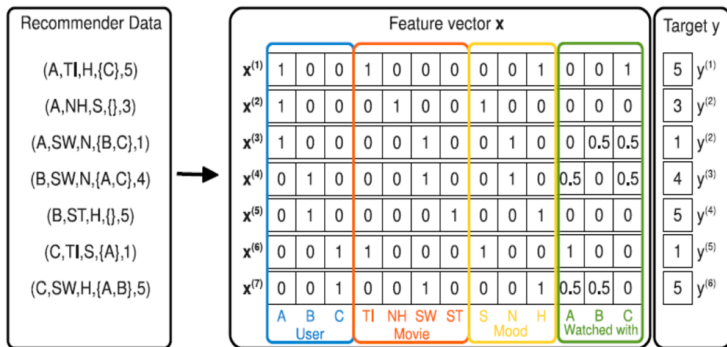 Recommender Data
(A,TI,H,{C},5)
(A,NH,S,{},3)
(A,SW,N,{B,C},1)
(B,SW,N,{A,C},4)
(B,ST,H,{},5)
(C,TI,S,{A},1)
(C,SW,H,{A,B},5)
Feature vector x
x(1) 1 0 0 1 0 0 0 0 0 1 0 0 1
x(2) 1 0 0 0 1 0 0 1 0 0 0 0 0
x(3) 1 0 0 0 0 1 0 0 1 0 0 0.5 0.5
x(4) 0 1 0 0 0 1 0 0 1 0 0.5 0 0.5
x(5) 0 1 0 0 0 0 1 0 0 1 0 0 0
x(6) 0 0 1 1 0 0 0 1 0 0 1 0 0
x(7) 0 0 1 0 0 1 0 0 0 1 0.5 0.5 0
A B C TI NH SW ST S N H A B C
User Movie Mood Watched with
Target y
5 y(1)
3 y(2)
1 y(2)
4 y(3)
5 y(4)
1 y(5)
5 y(6)